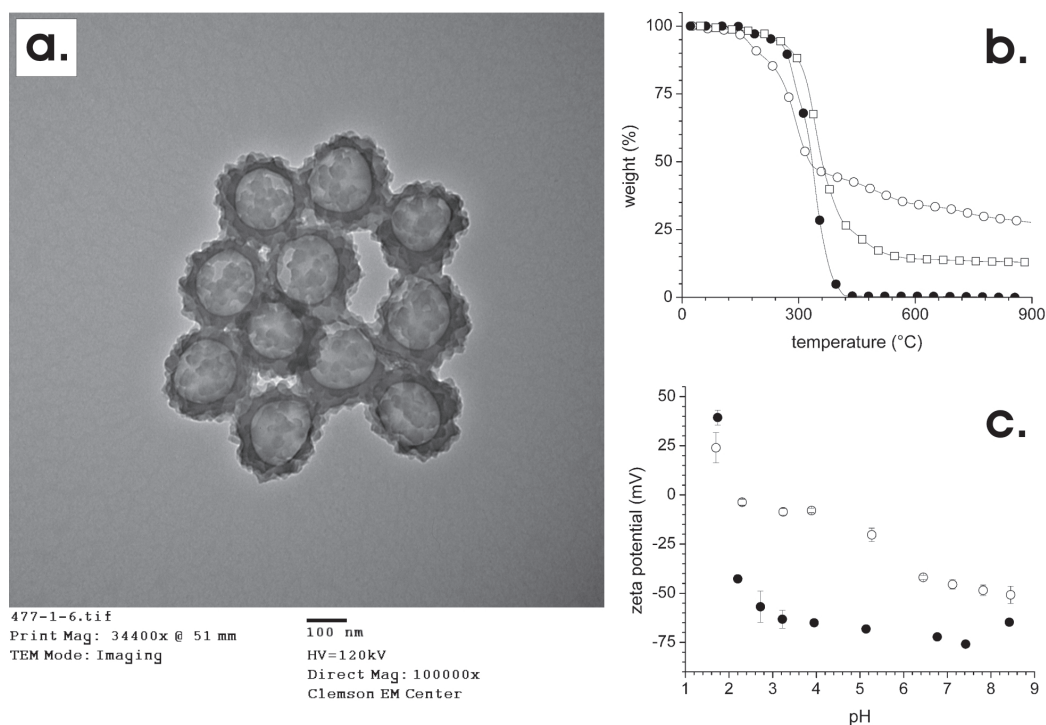 a.
477-1-6.tif
Print Mag: 34400x @ 51 mm
TEM Mode: Imaging
100 nm
HV=120kV
Direct Mag: 100000x
Clemson EM Center
b.
100
75
50
25
0
weight (%)
0 300 600 900
temperature (°C)
c.
50
25
0
-25
-50
-75
zeta potential (mV)
1 2 3 4 5 6 7 8 9
pH